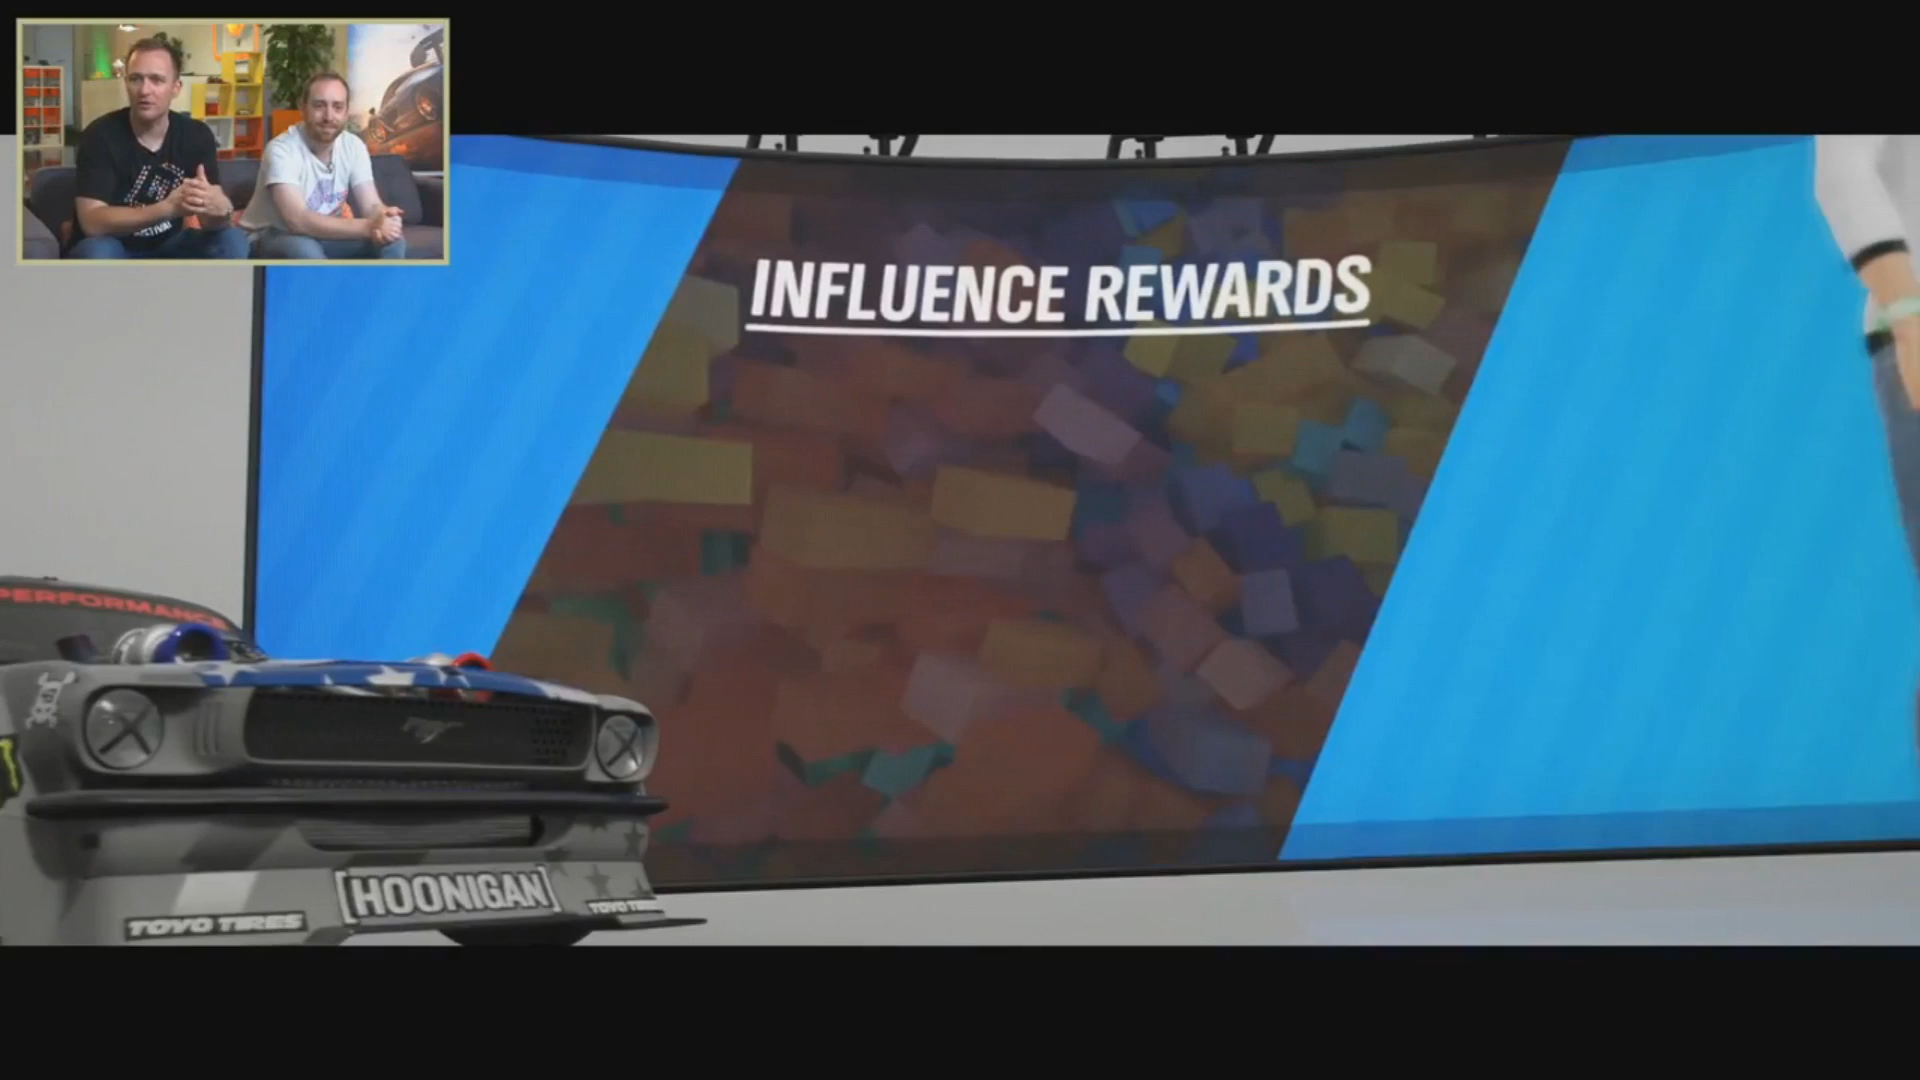 INFLUENCE REWARDS
PERFORMANCE
[HOONIGAN]
TOYO TIRES
TOYO TIRES